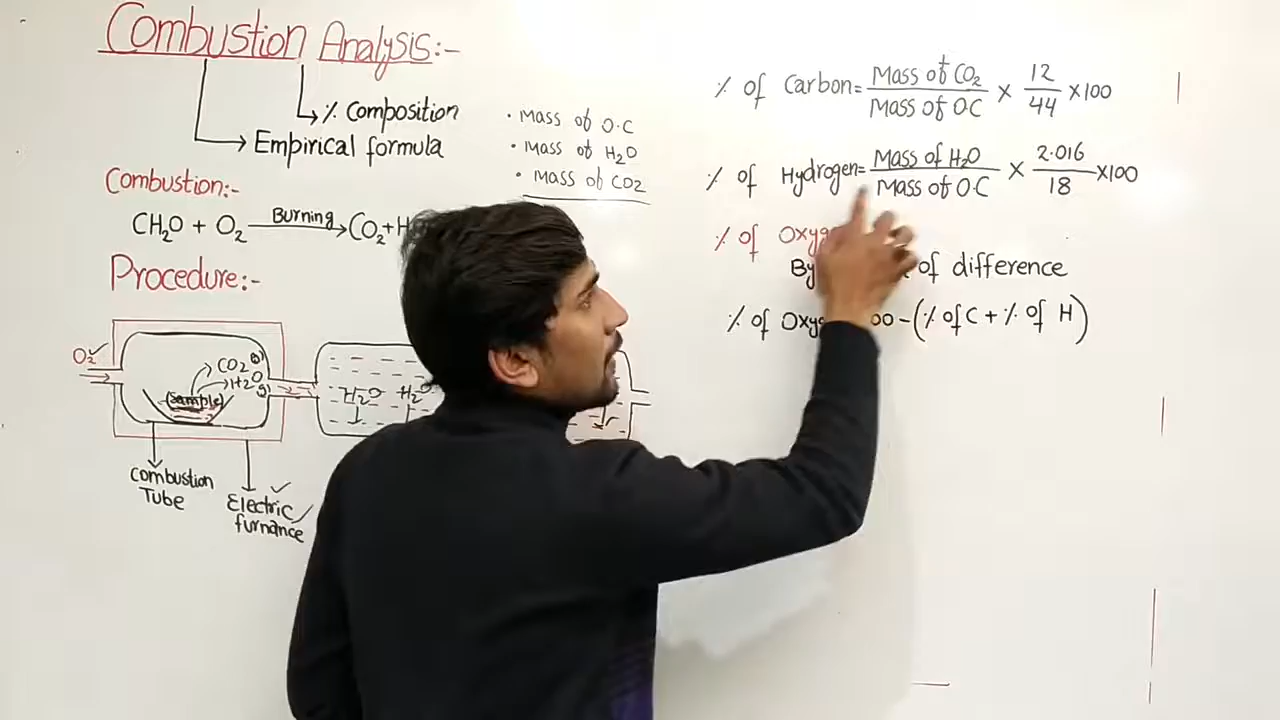 Combustion Analysis:-
% Composition
Empirical formula
Combustion:-
CH2O + O2 Burning CO2 + H
Procedure:-
O2
CO2(g)
H2O(g)
Sample
Combustion
Tube
Electric
furnance
H2O H2O
• Mass of O.C
• Mass of H2O
• Mass of CO2
% of Carbon = Mass of CO2 / Mass of OC × 12 / 44 × 100
% of Hydrogen = Mass of H2O / Mass of O.C × 2.016 / 18 × 100
% of
By of difference
% of - (% of C + % of H)